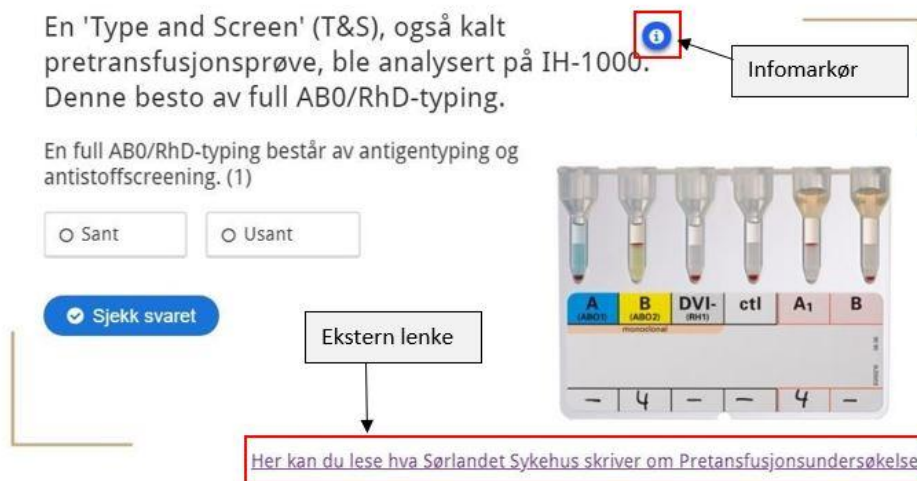 En 'Type and Screen' (T&S), også kalt
pretransfusjonsprøve, ble analysert på IH-1000.
Denne besto av full AB0/RhD-typing.
Infomarkør
En full AB0/RhD-typing består av antigentyping og
antistoffscreening. (1)
Sant
Usant
Sjekk svaret
Ekstern lenke
A B DVI- ctl A1 B
(ABO1) (ABO2) (RH1)
monoclonal
– 4 – – 4 –
Her kan du lese hva Sørlandet Sykehus skriver om Pretansfusjonsundersøkelse